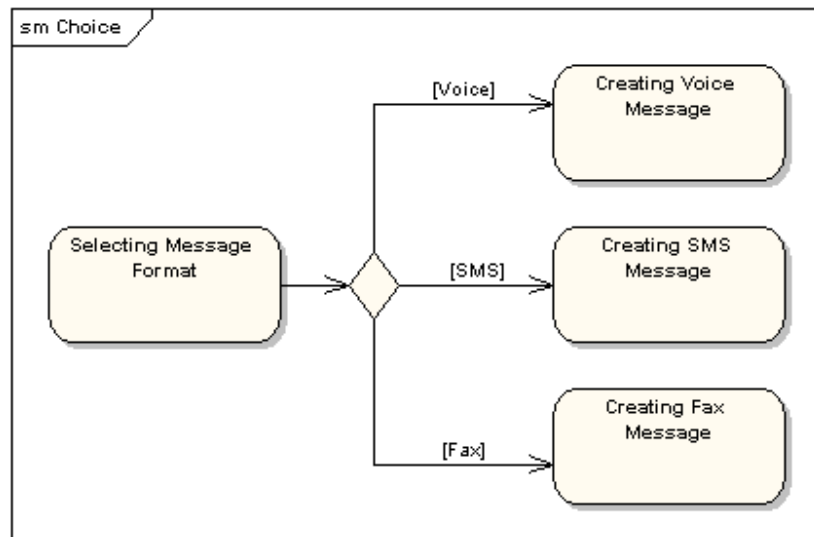 sm Choice
[Voice]
Creating Voice
Message
Selecting Message
Format
[SMS]
Creating SMS
Message
[Fax]
Creating Fax
Message